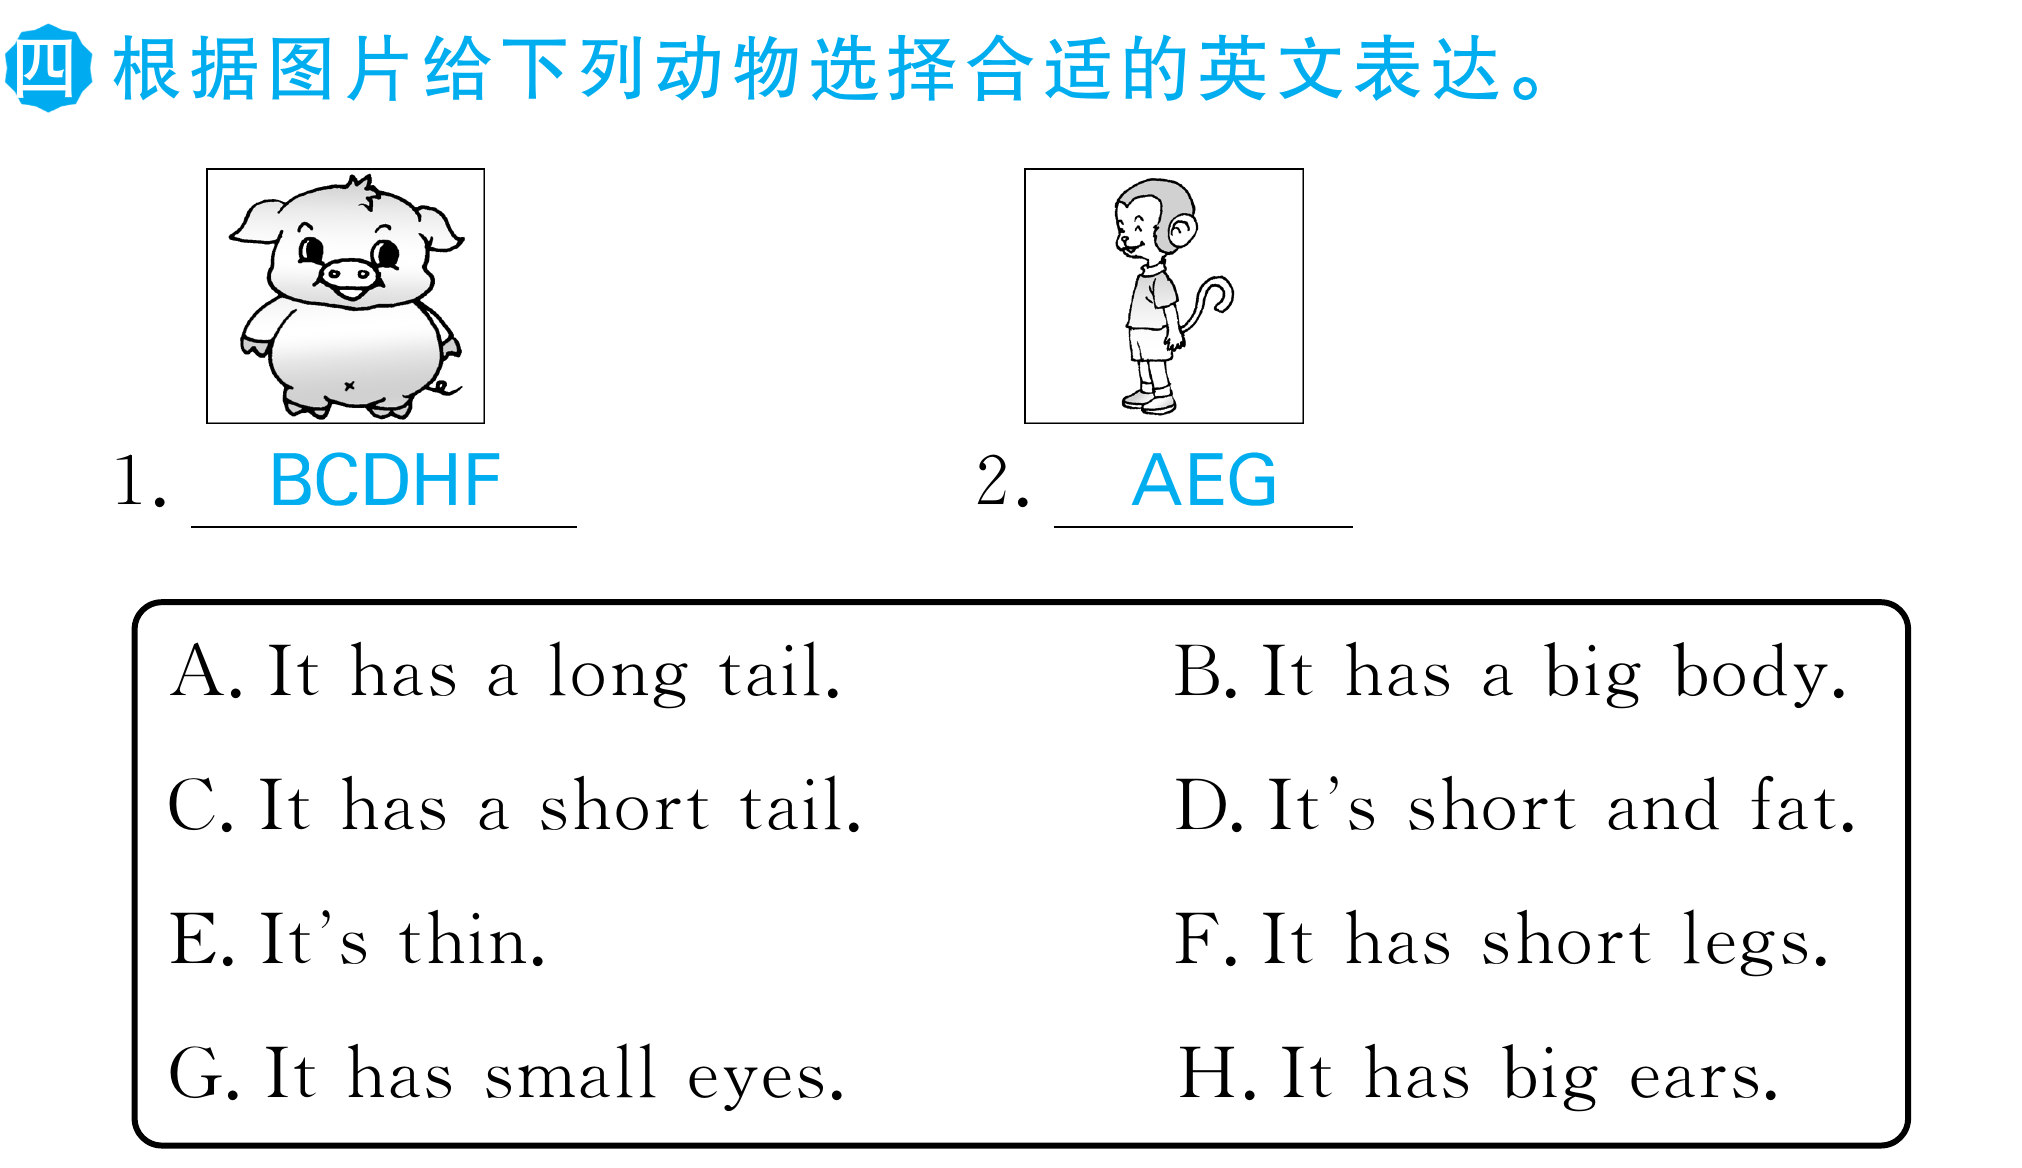 四 根据图片给下列动物选择合适的英文表达。
1. BCDHF 2. AEG
A. It has a long tail. B. It has a big body.
C. It has a short tail. D. It's short and fat.
E. It's thin. F. It has short legs.
G. It has small eyes. H. It has big ears.